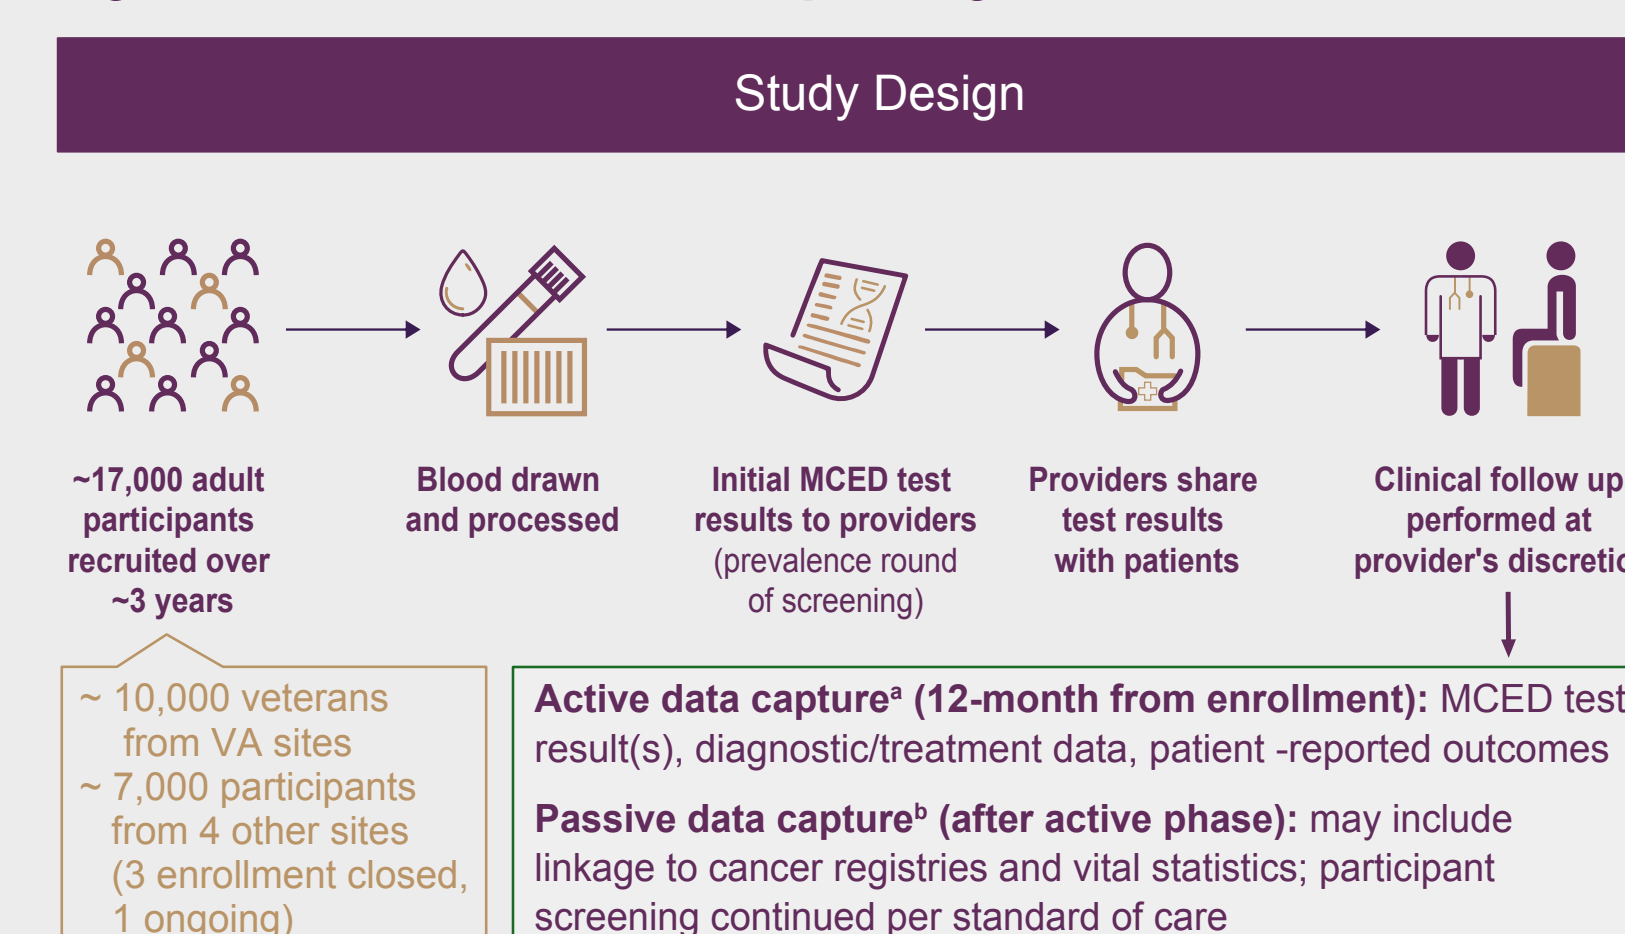 Study Design
~17,000 adult
participants
recruited over
~3 years
Blood drawn
and processed
Initial MCED test
results to providers
(prevalence round
of screening)
Providers share
test results
with patients
Clinical follow up
performed at
provider's
~ 10,000 veterans
from VA sites
~ 7,000 participants
from 4 other sites
(3 enrollment closed,
1 ongoing)
Active data captureᵃ (12-month from enrollment): MCED test
result(s), diagnostic/treatment data, patient -reported outcomes
Passive data captureᵇ (after active phase): may include
linkage to cancer registries and vital statistics; participant
screening continued per standard of care